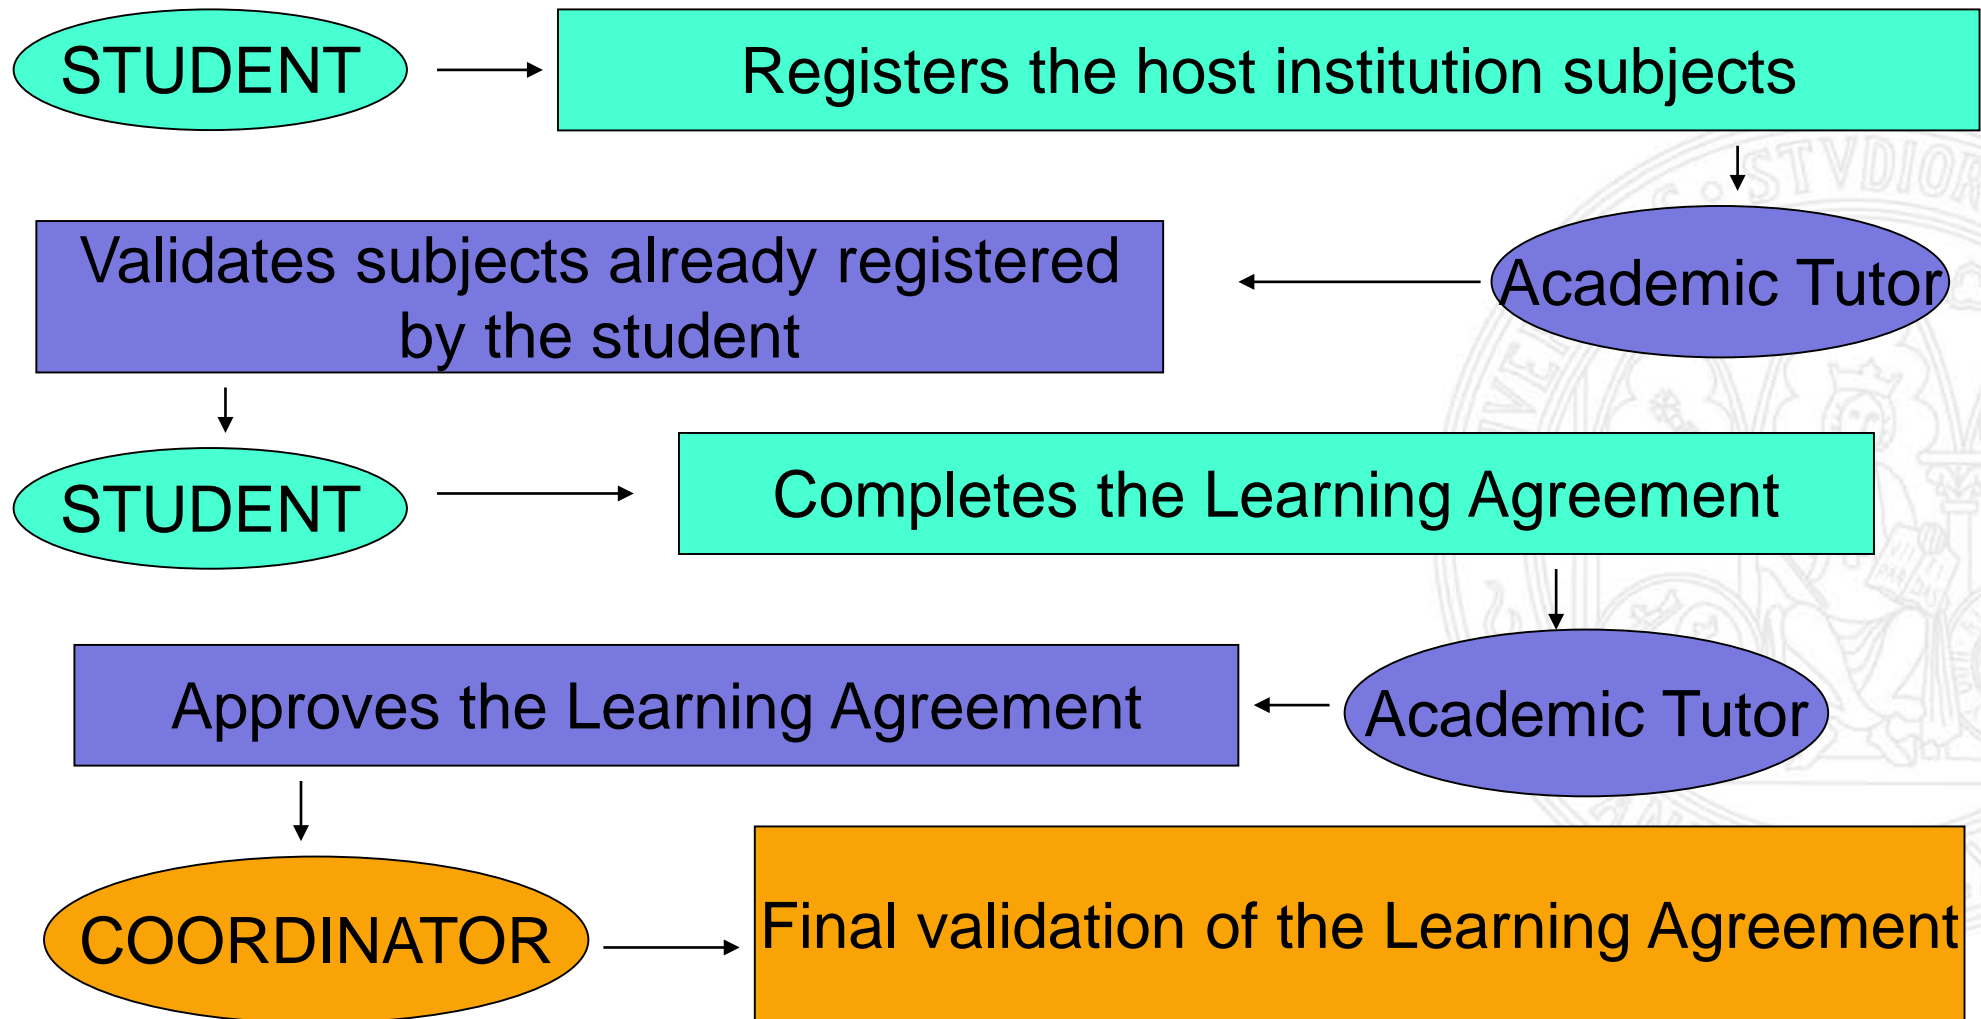 STUDENT
Registers the host institution subjects
Validates subjects already registered
by the student
Academic Tutor
STUDENT
Completes the Learning Agreement
Approves the Learning Agreement
Academic Tutor
COORDINATOR
Final validation of the Learning Agreement